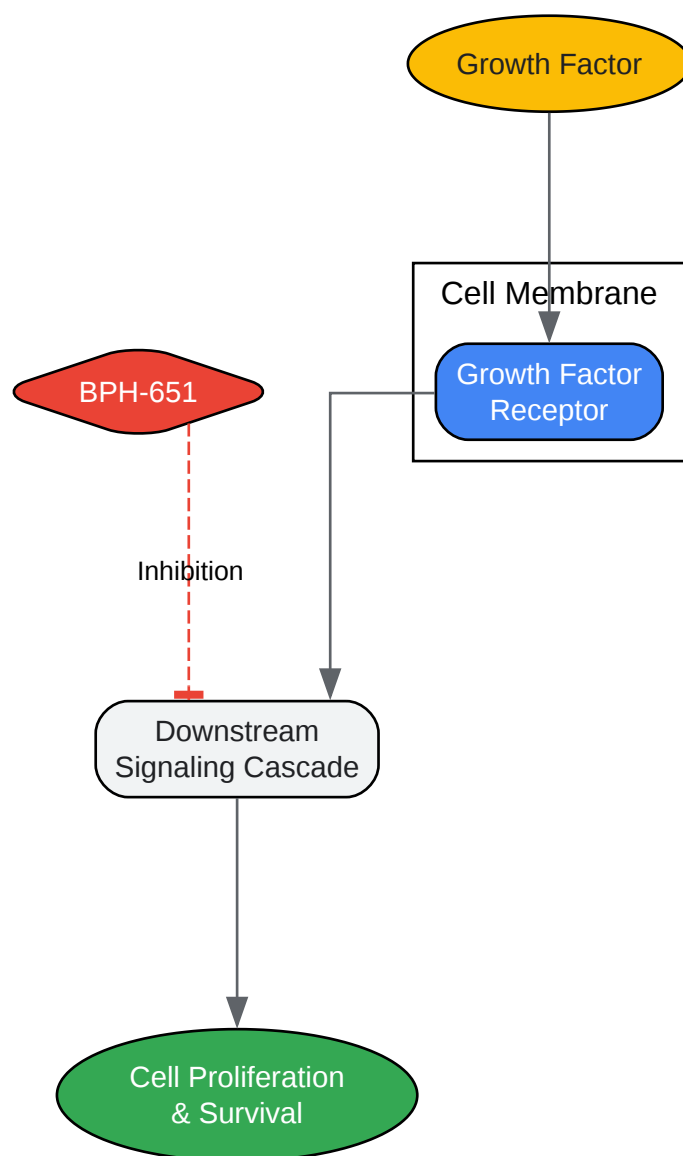 Growth Factor
Cell Membrane
Growth Factor
Receptor
BPH-651
Inhibition
Downstream
Signaling Cascade
Cell Proliferation
& Survival